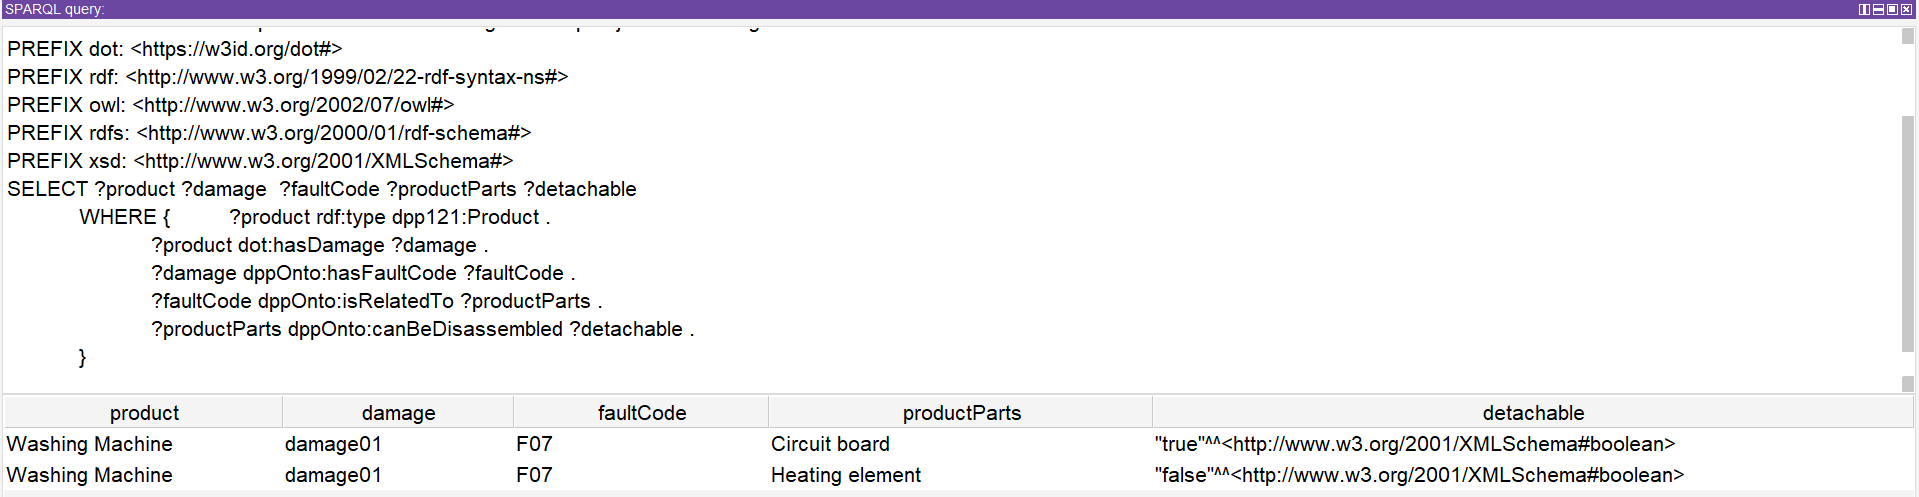 SPARQL query:
PREFIX dot: <https://w3id.org/dot#>
PREFIX rdf: <http://www.w3.org/1999/02/22-rdf-syntax-ns#>
PREFIX owl: <http://www.w3.org/2002/07/owl#>
PREFIX rdfs: <http://www.w3.org/2000/01/rdf-schema#>
PREFIX xsd: <http://www.w3.org/2001/XMLSchema#>
SELECT ?product ?damage  ?faultCode ?productParts ?detachable
WHERE { ?product rdf:type dpp121:Product .
?product dot:hasDamage ?damage .
?damage dppOnto:hasFaultCode ?faultCode .
?faultCode dppOnto:isRelatedTo ?productParts .
?productParts dppOnto:canBeDisassembled ?detachable .
}
product damage faultCode productParts detachable
Washing Machine damage01 F07 Circuit board "true"^^<http://www.w3.org/2001/XMLSchema#boolean>
Washing Machine damage01 F07 Heating element "false"^^<http://www.w3.org/2001/XMLSchema#boolean>